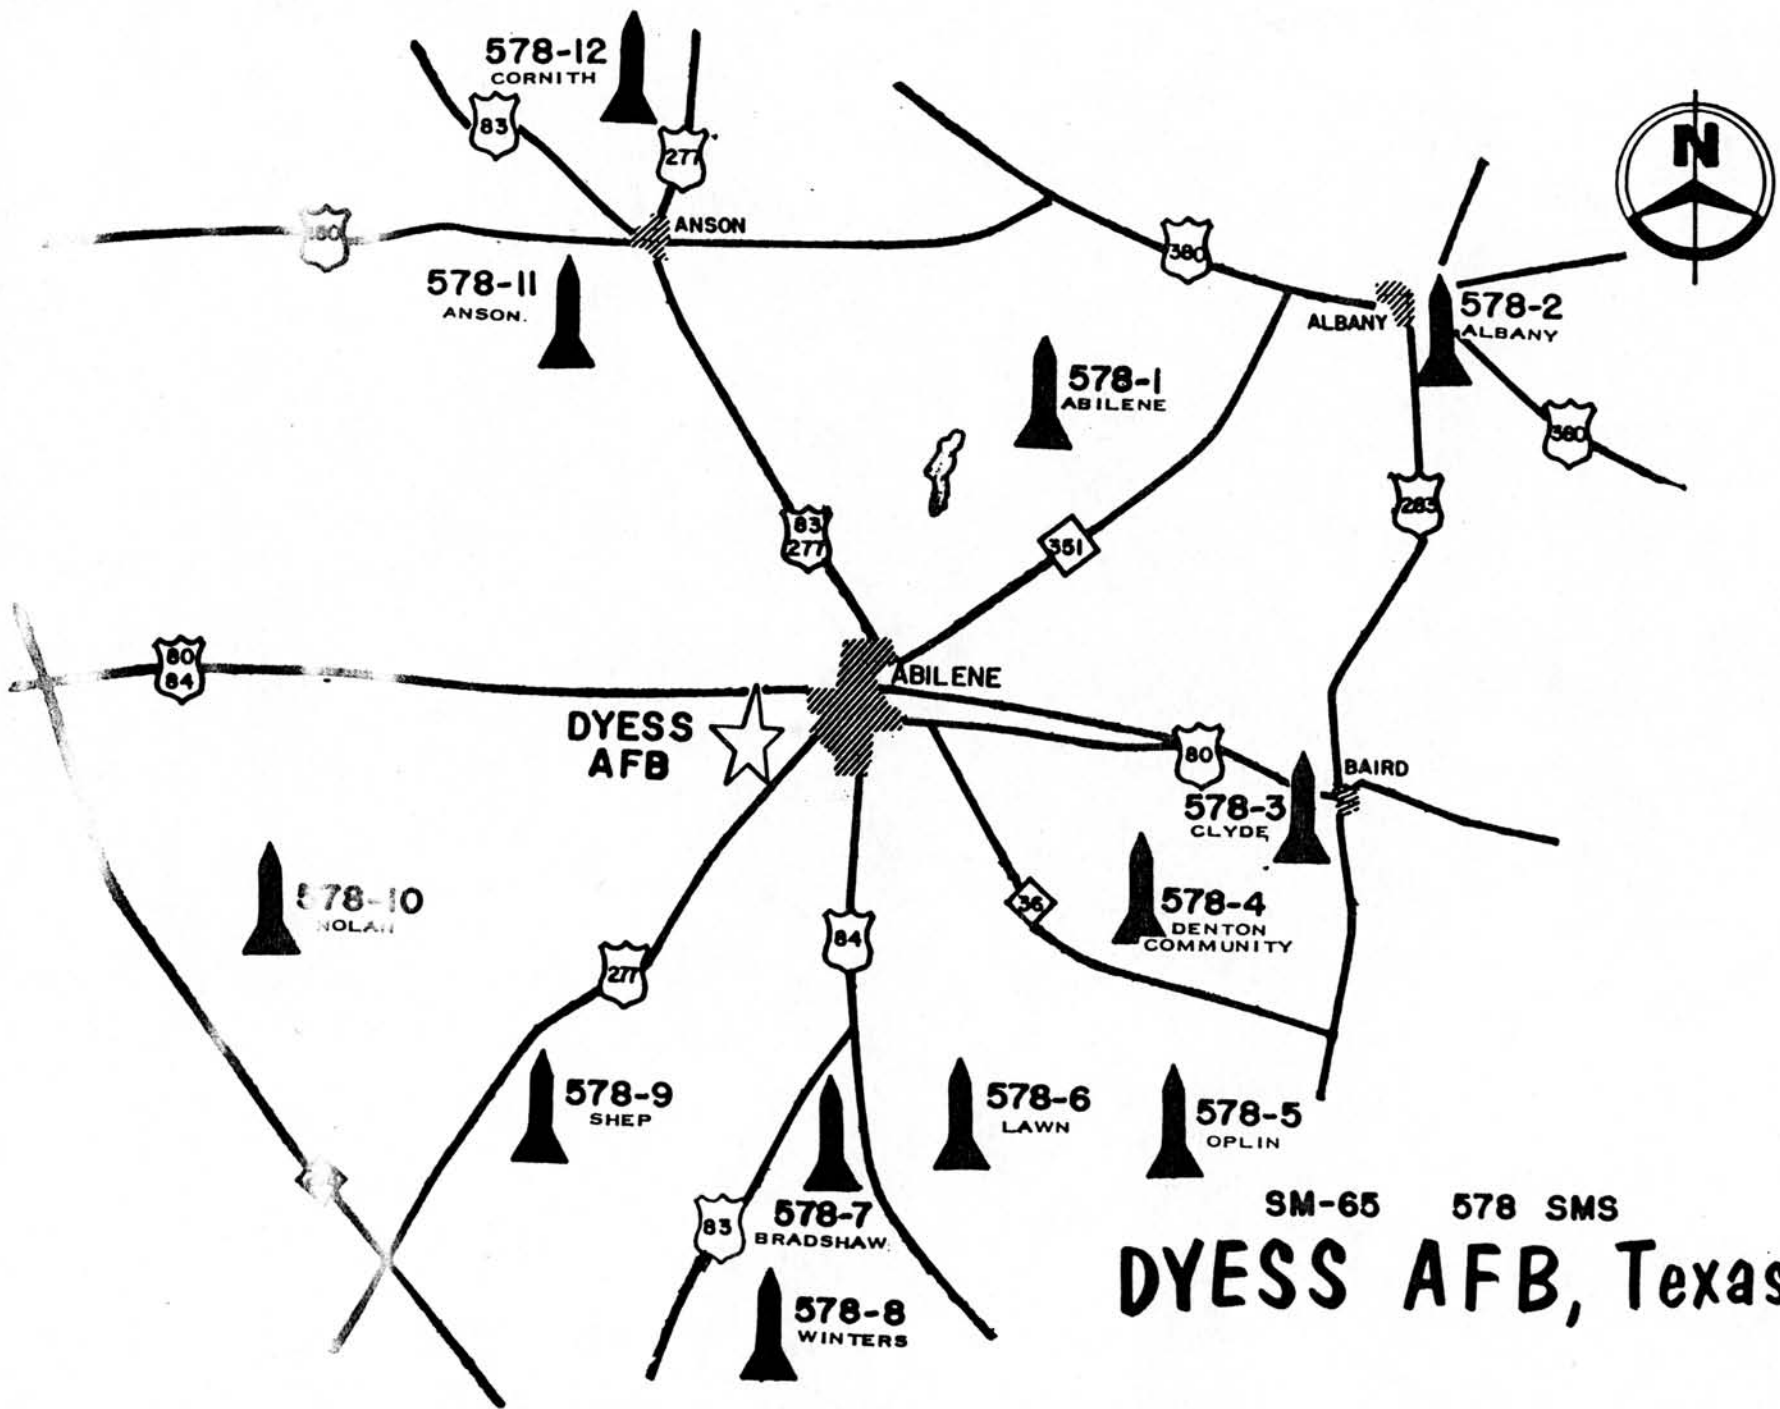 578-12
CORNITH
83
277
N
ANSON
380
578-11
ANSON.
ALBANY
578-2
ALBANY
578-1
ABILENE
380
283
83
277
351
80
84
ABILENE
DYESS
AFB
80
BAIRD
578-3
CLYDE
578-10
NOLAN
36
578-4
DENTON
COMMUNITY
84
277
578-9
SHEP
578-6
LAWN
578-5
OPLIN
83
578-7
BRADSHAW
578-8
WINTERS
SM-65 578 SMS
DYESS AFB, Texas